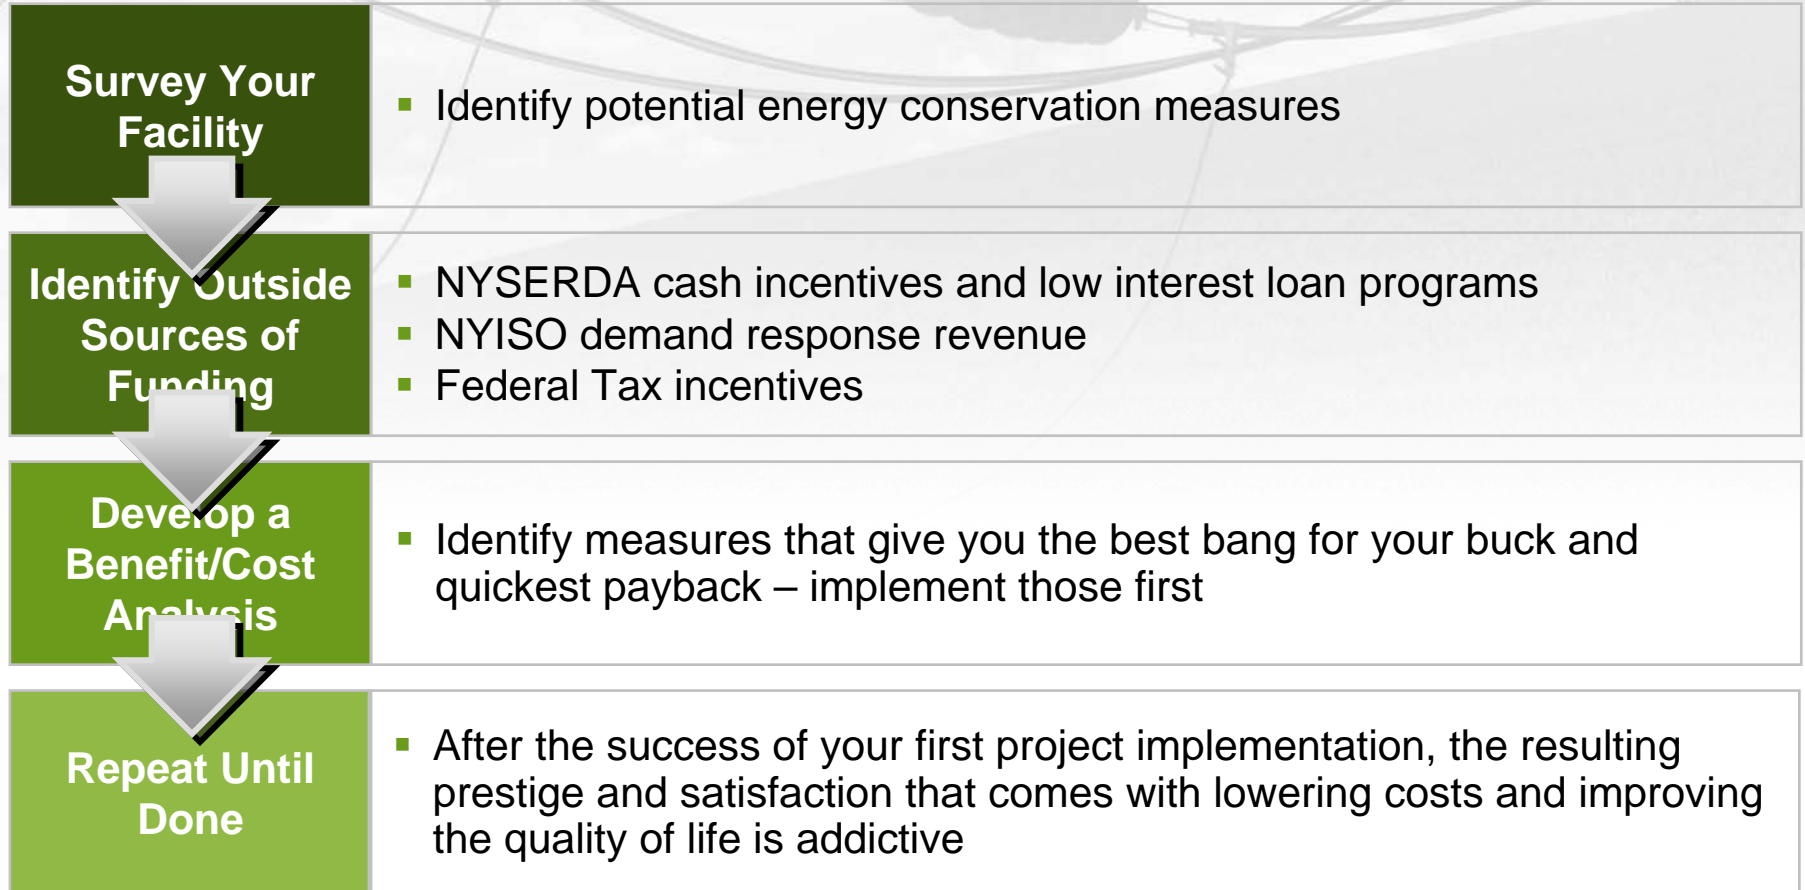 Survey Your
Facility
▪ Identify potential energy conservation measures
Identify Outside
Sources of
Funding
▪ NYSERDA cash incentives and low interest loan programs
▪ NYISO demand response revenue
▪ Federal Tax incentives
Develop a
Benefit/Cost
Analysis
▪ Identify measures that give you the best bang for your buck and
quickest payback – implement those first
Repeat Until
Done
▪ After the success of your first project implementation, the resulting
prestige and satisfaction that comes with lowering costs and improving
the quality of life is addictive